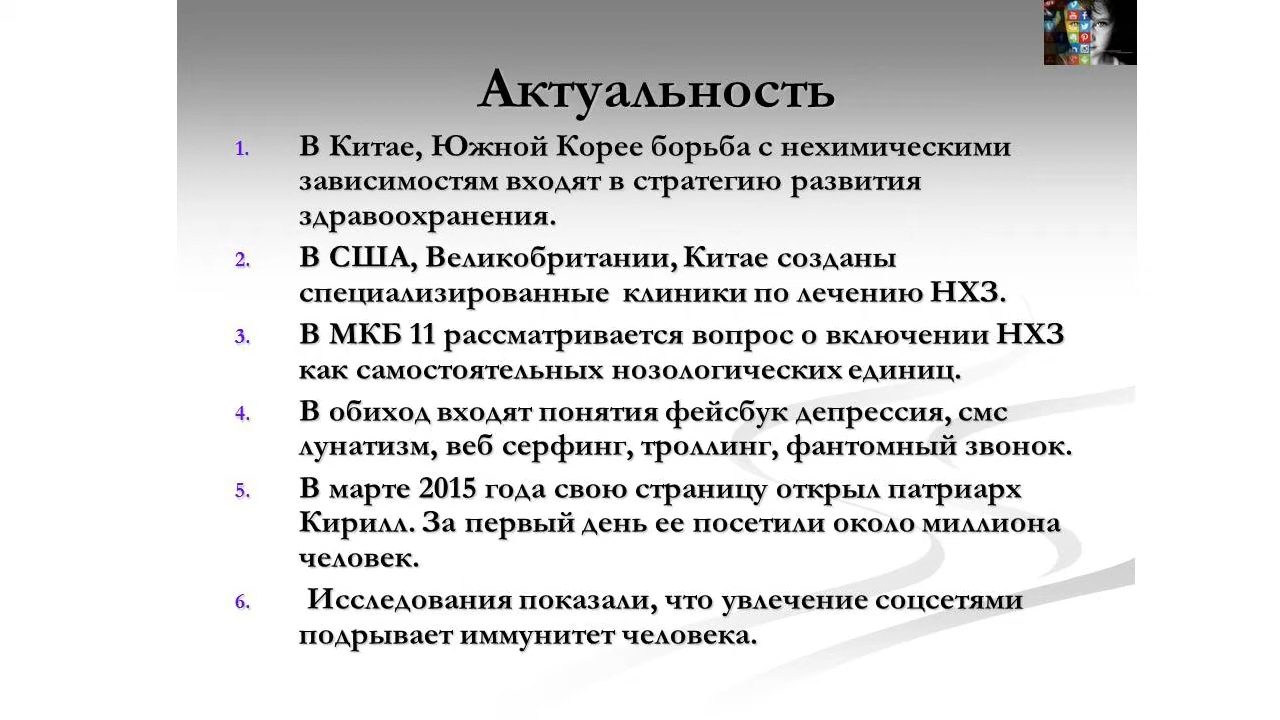 Актуальность
1. В Китае, Южной Корее борьба с нехимическими
зависимостям входят в стратегию развития
здравоохранения.
2. В США, Великобритании, Китае созданы
специализированные клиники по лечению НХЗ.
3. В МКБ 11 рассматривается вопрос о включении НХЗ
как самостоятельных нозологических единиц.
4. В обиход входят понятия фейсбук депрессия, смс
лунатизм, веб серфинг, троллинг, фантомный звонок.
5. В марте 2015 года свою страницу открыл патриарх
Кирилл. За первый день ее посетили около миллиона
человек.
6. Исследования показали, что увлечение соцсетями
подрывает иммунитет человека.